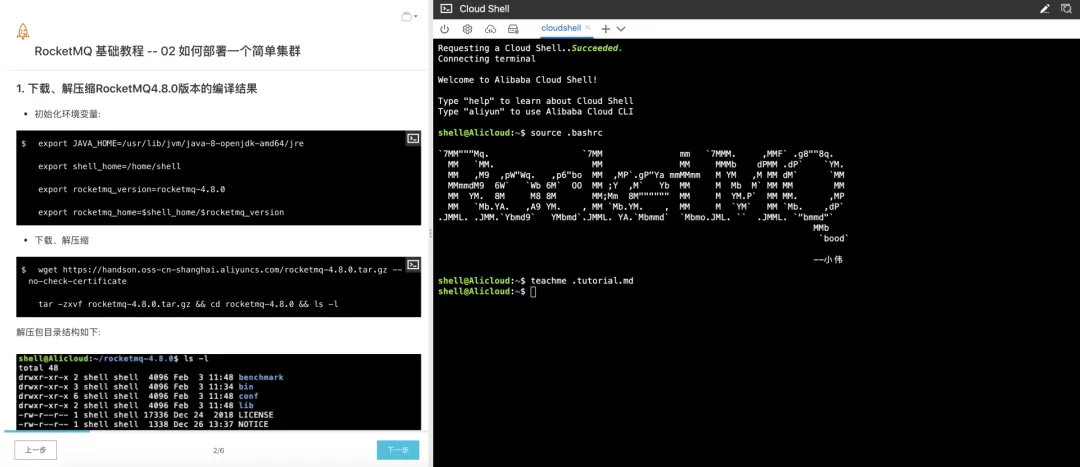 RocketMQ 基础教程 -- 02 如何部署一个简单集群
1. 下载、解压缩RocketMQ4.8.0版本的编译结果
初始化环境变量:
$ export JAVA_HOME=/usr/lib/jvm/java-8-openjdk-amd64/jre
export shell_home=/home/shell
export rocketmq_version=rocketmq-4.8.0
export rocketmq_home=$shell_home/$rocketmq_version
下载、解压缩
$ wget https://handson.oss-cn-shanghai.aliyuncs.com/rocketmq-4.8.0.tar.gz --
no-check-certificate
tar -zxvf rocketmq-4.8.0.tar.gz && cd rocketmq-4.8.0 && ls -l
解压包目录结构如下:
shell@Alicloud:~/rocketmq-4.8.0$ ls -l
total 48
drwxr-xr-x 2 shell shell 4096 Feb 3 11:48 benchmark
drwxr-xr-x 3 shell shell 4096 Feb 3 11:34 bin
drwxr-xr-x 6 shell shell 4096 Feb 3 11:48 conf
drwxr-xr-x 2 shell shell 4096 Feb 3 11:48 lib
-rw-r--r-- 1 shell shell 17336 Dec 24 2018 LICENSE
-rw-r--r-- 1 shell shell 1338 Dec 26 13:37 NOTICE
上一步
2/6
下一步
Cloud Shell
cloudshell
Requesting a Cloud Shell..Succeeded.
Connecting terminal
Welcome to Alibaba Cloud Shell!
Type "help" to learn about Cloud Shell
Type "aliyun" to use Alibaba Cloud CLI
shell@Alicloud:~$ source .bashrc
RocketMQ
——小伟
shell@Alicloud:~$ teachme .tutorial.md
shell@Alicloud:~$